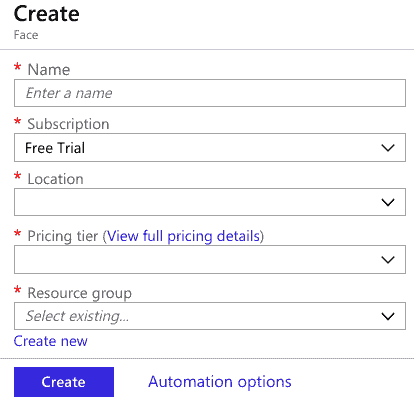 Create
Face
* Name
Enter a name
* Subscription
Free Trial
* Location
* Pricing tier (View full pricing details)
* Resource group
Select existing...
Create new
Create Automation options